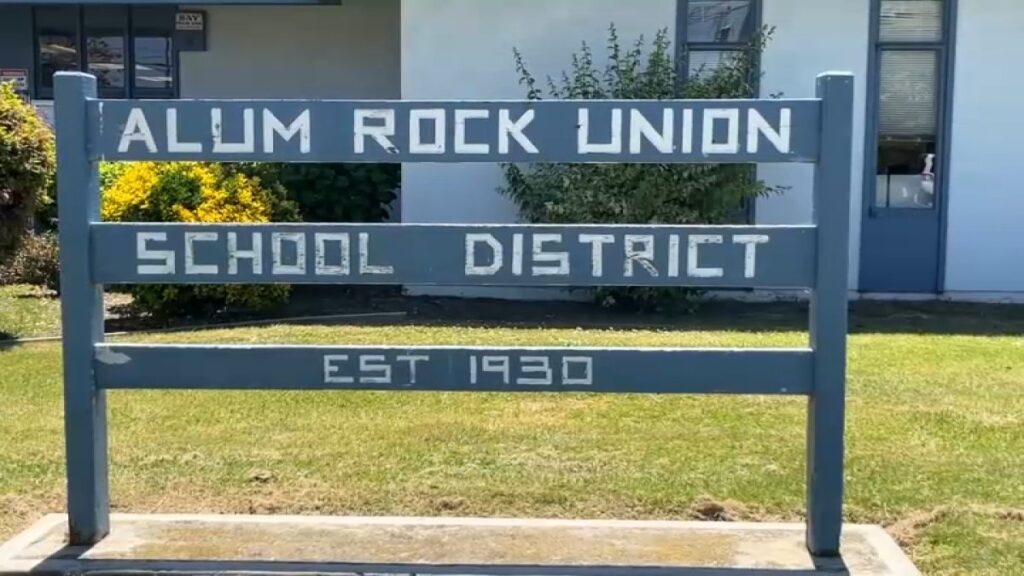 ALUM ROCK UNION
SCHOOL DISTRICT
EST 1930